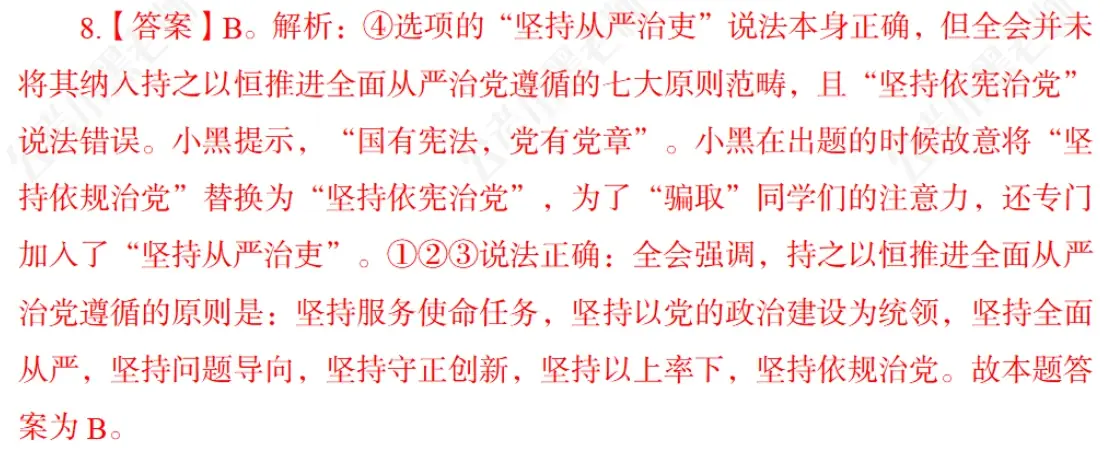 8.【答案】B。解析：④选项的“坚持从严治吏”说法本身正确，但全会并未
将其纳入持之以恒推进全面从严治党遵循的七大原则范畴，且“坚持依宪治党”
说法错误。小黑提示，“国有宪法，党有党章”。小黑在出题的时候故意将“坚
持依规治党”替换为“坚持依宪治党”，为了“骗取”同学们的注意力，还专门
加入了“坚持从严治吏”。①②③说法正确：全会强调，持之以恒推进全面从严
治党遵循的原则是：坚持服务使命任务，坚持以党的政治建设为统领，坚持全面
从严，坚持问题导向，坚持守正创新，坚持以上率下，坚持依规治党。故本题答
案为 B。